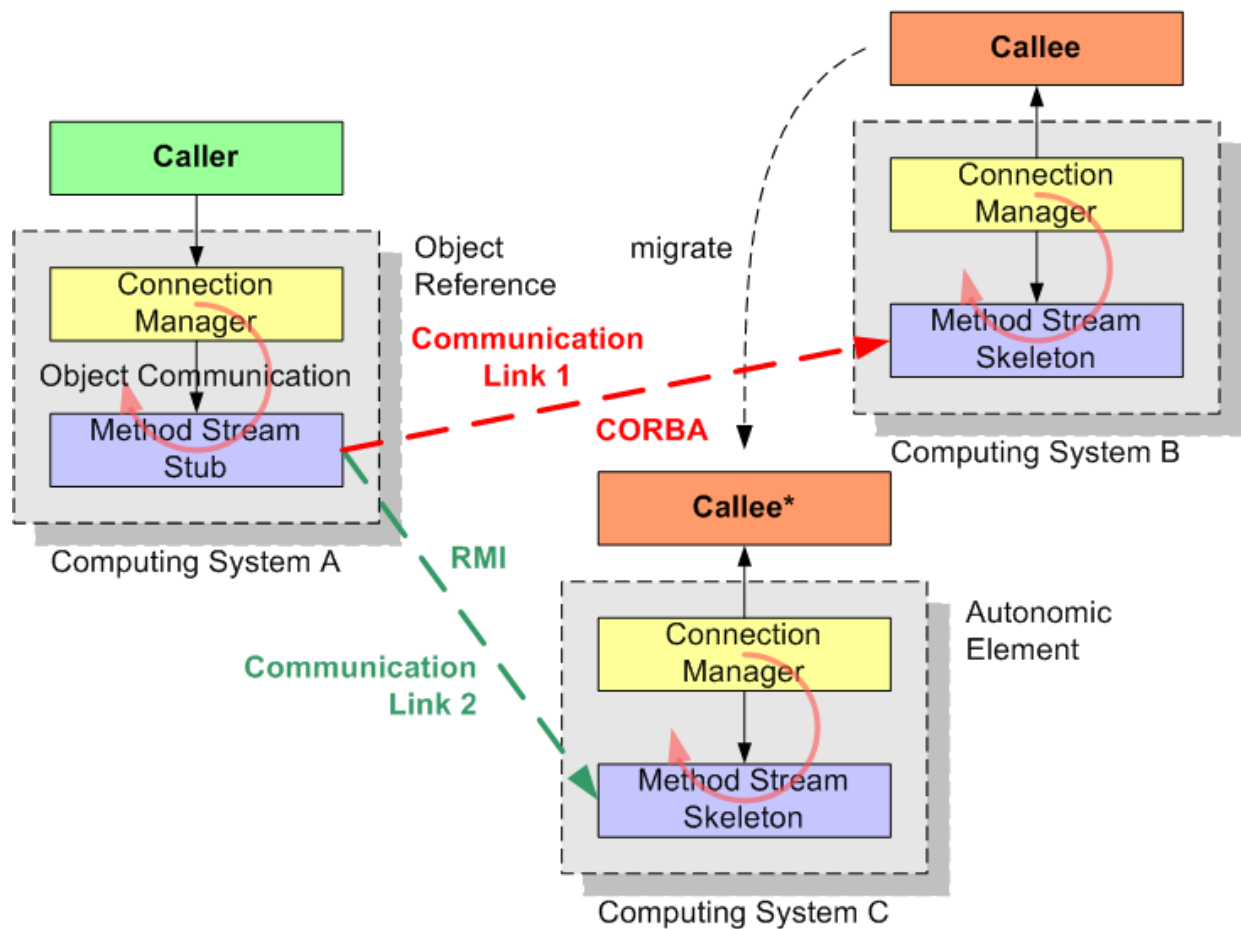 Callee
Caller
Connection
Manager
Object
Reference
migrate
Connection
Manager
Method Stream
Skeleton
Communication
Link 1
Object Communication
Method Stream
Stub
CORBA
Computing System B
Callee*
Computing System A
RMI
Autonomic
Element
Connection
Manager
Communication
Link 2
Method Stream
Skeleton
Computing System C